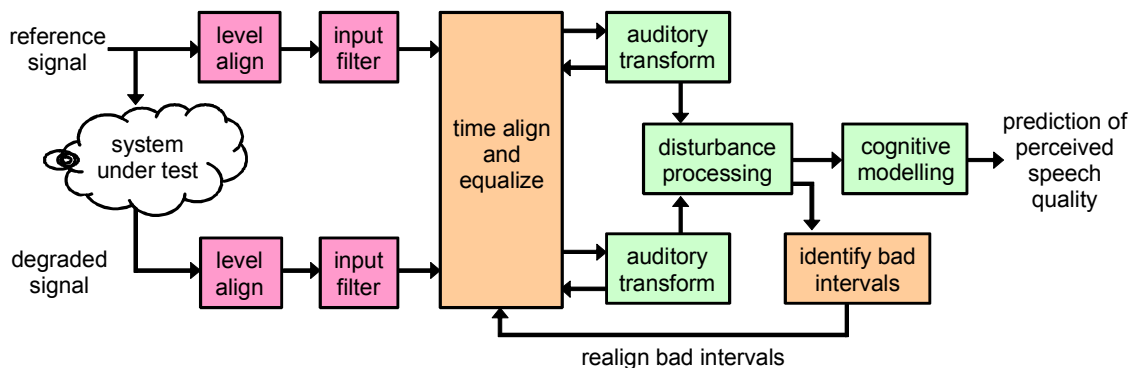 reference
signal
level
align
input
filter
system
under test
degraded
signal
level
align
input
filter
time align
and
equalize
auditory
transform
disturbance
processing
auditory
transform
cognitive
modelling
identify bad
intervals
prediction of
perceived
speech
quality
realign bad intervals